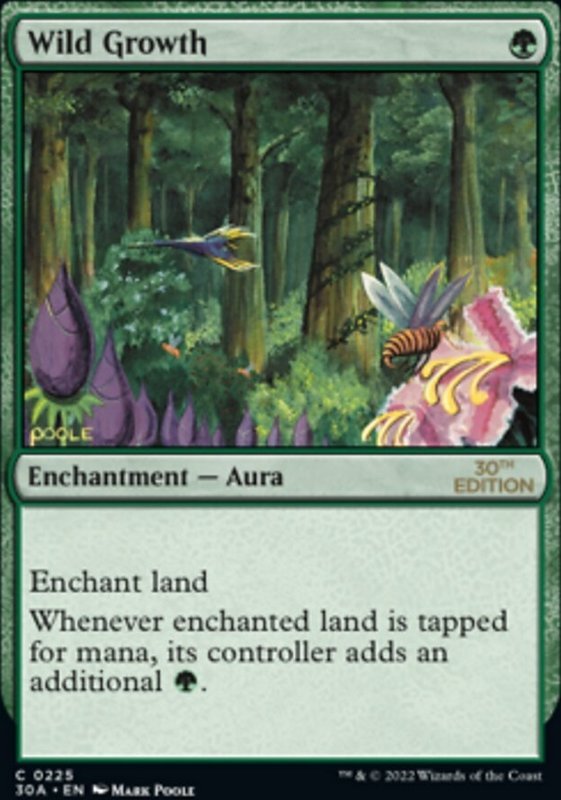 Wild Growth
POOLE
Enchantment — Aura
30TH
EDITION
Enchant land
Whenever enchanted land is tapped
for mana, its controller adds an
additional .
C 0225
30A • EN Mark Poole
™ & © 2022 Wizards of the Coast